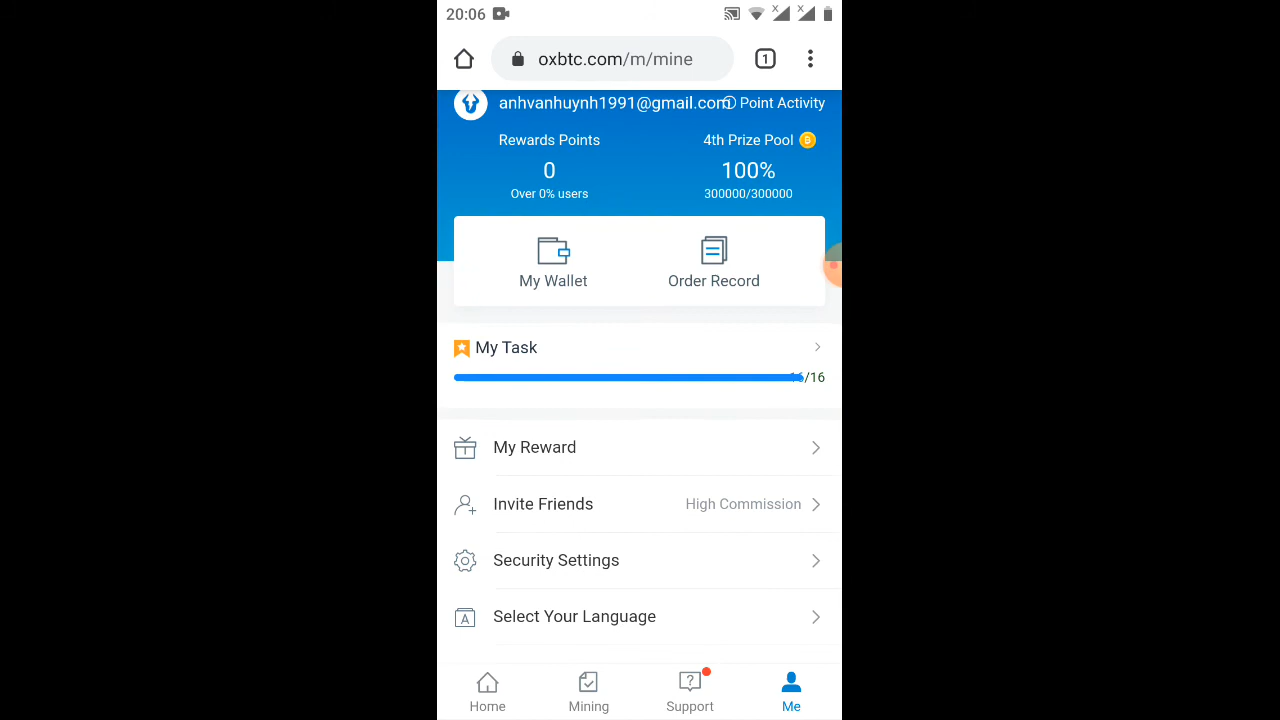 20:06
oxbtc.com/m/mine
1
anhvanhuynh1991@gmail.com Point Activity
Rewards Points
4th Prize Pool
0
100%
Over 0% users
300000/300000
My Wallet
Order Record
My Task
16/16
My Reward
Invite Friends
High Commission
Security Settings
Select Your Language
Home
Mining
Support
Me